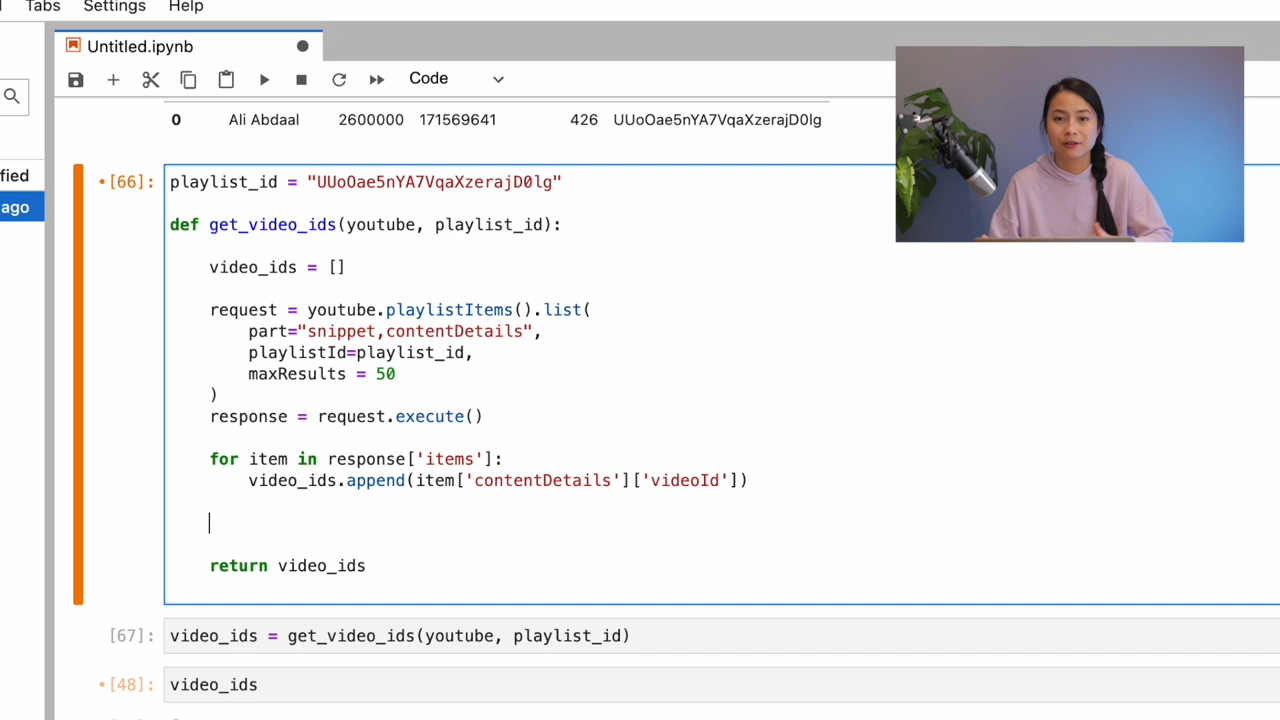 Tabs Settings Help
Untitled.ipynb
Code
0 Ali Abdaal 2600000 171569641 426 UUoOae5nYA7VqaXzerajD0lg
fied
ago
[66]: playlist_id = "UUoOae5nYA7VqaXzerajD0lg"
def get_video_ids(youtube, playlist_id):
video_ids = []
request = youtube.playlistItems().list(
part="snippet,contentDetails",
playlistId=playlist_id,
maxResults = 50
)
response = request.execute()
for item in response['items']:
video_ids.append(item['contentDetails']['videoId'])
return video_ids
[67]: video_ids = get_video_ids(youtube, playlist_id)
[48]: video_ids